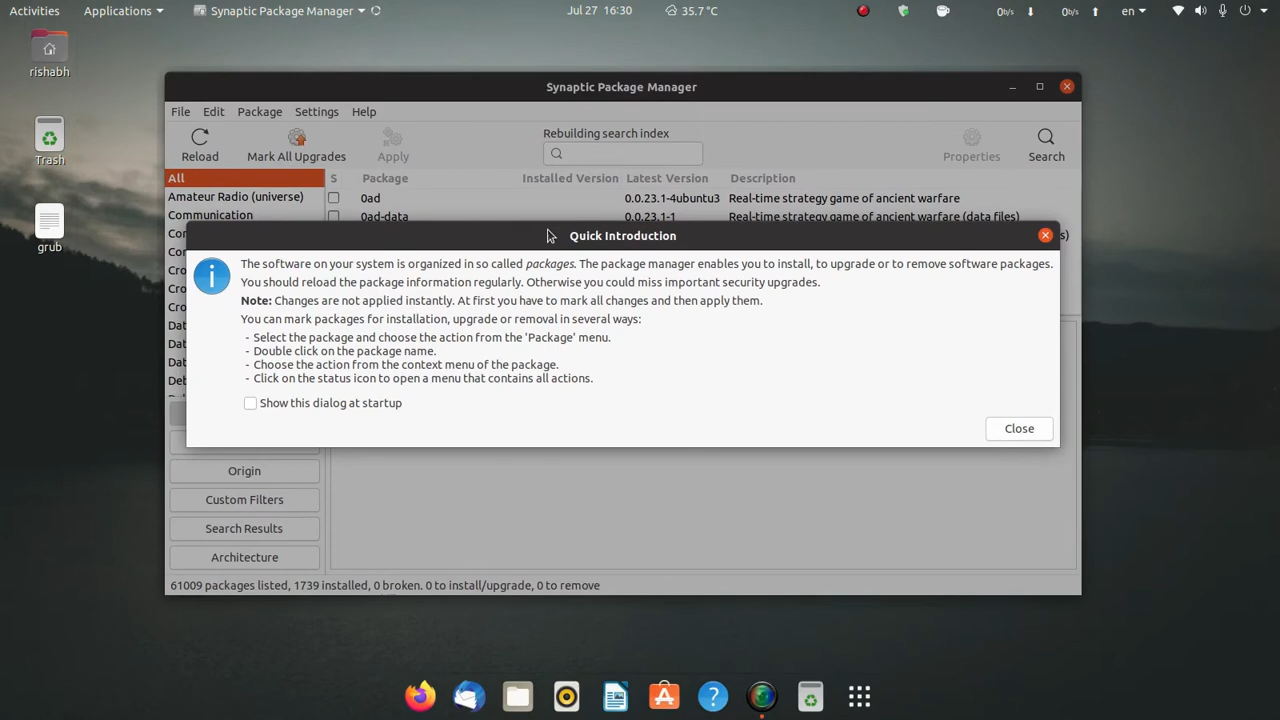 Activities Applications Synaptic Package Manager Jul 27 16:30 35.7 °C 0b/s 0b/s en
rishabh
Trash
grub
Synaptic Package Manager
File Edit Package Settings Help
Reload Mark All Upgrades Apply Rebuilding search index Properties Search
All S Package Installed Version Latest Version Description
Amateur Radio (universe) 0ad 0.0.23.1-4ubuntu3 Real-time strategy game of ancient warfare
Communication 0ad-data 0.0.23.1-1 Real-time strategy game of ancient warfare (data files)
Quick Introduction
The software on your system is organized in so called packages. The package manager enables you to install, to upgrade or to remove software packages.
You should reload the package information regularly. Otherwise you could miss important security upgrades.
Note: Changes are not applied instantly. At first you have to mark all changes and then apply them.
You can mark packages for installation, upgrade or removal in several ways:
- Select the package and choose the action from the 'Package' menu.
- Double click on the package name.
- Choose the action from the context menu of the package.
- Click on the status icon to open a menu that contains all actions.
Show this dialog at startup
Close
Origin
Custom Filters
Search Results
Architecture
61009 packages listed, 1739 installed, 0 broken. 0 to install/upgrade, 0 to remove